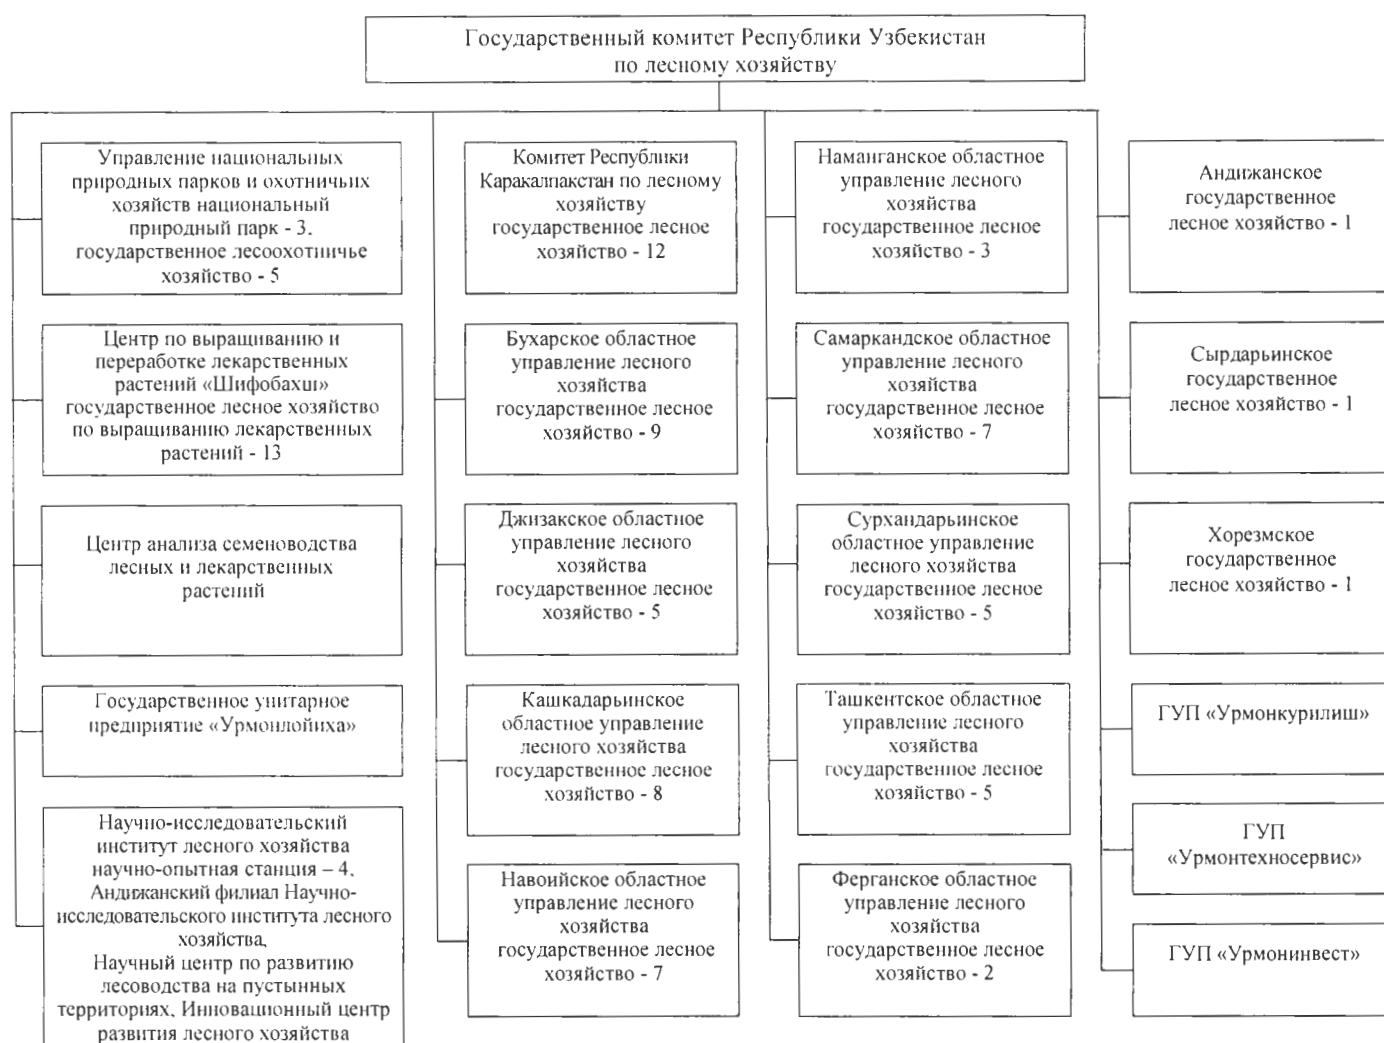 Государственный комитет Республики Узбекистан
по лесному хозяйству
Управление национальных
природных парков и охотничьих
хозяйств национальный
природный парк - 3,
государственное лесоохотничье
хозяйство - 5
Центр по выращиванию и
переработке лекарственных
растений «Шифобахш»
государственное лесное хозяйство
по выращиванию лекарственных
растений - 13
Центр анализа семеноводства
лесных и лекарственных
растений
Государственное унитарное
предприятие «Урмонлойиха»
Научно-исследовательский
институт лесного хозяйства
научно-опытная станция – 4,
Андижанский филиал Научно-
исследовательского института лесного
хозяйства,
Научный центр по развитию
лесоводства на пустынных
территориях, Инновационный центр
развития лесного хозяйства
Комитет Республики
Каракалпакстан по лесному
хозяйству
государственное лесное
хозяйство - 12
Бухарское областное
управление лесного
хозяйства
государственное лесное
хозяйство - 9
Джизакское областное
управление лесного
хозяйства
государственное лесное
хозяйство - 5
Кашкадарьинское
областное управление
лесного хозяйства
государственное лесное
хозяйство - 8
Навоийское областное
управление лесного
хозяйства
государственное лесное
хозяйство - 7
Наманганское областное
управление лесного
хозяйства
государственное лесное
хозяйство - 3
Самаркандское областное
управление лесного
хозяйства
государственное лесное
хозяйство - 7
Сурхандарьинское
областное управление
лесного хозяйства
государственное лесное
хозяйство - 5
Ташкентское областное
управление лесного
хозяйства
государственное лесное
хозяйство - 5
Ферганское областное
управление лесного
хозяйства
государственное лесное
хозяйство - 2
Андижанское
государственное
лесное хозяйство - 1
Сырдарьинское
государственное
лесное хозяйство - 1
Хорезмское
государственное
лесное хозяйство - 1
ГУП «Урмонкурилиш»
ГУП
«Урмонтехносервис»
ГУП «Урмонинвест»